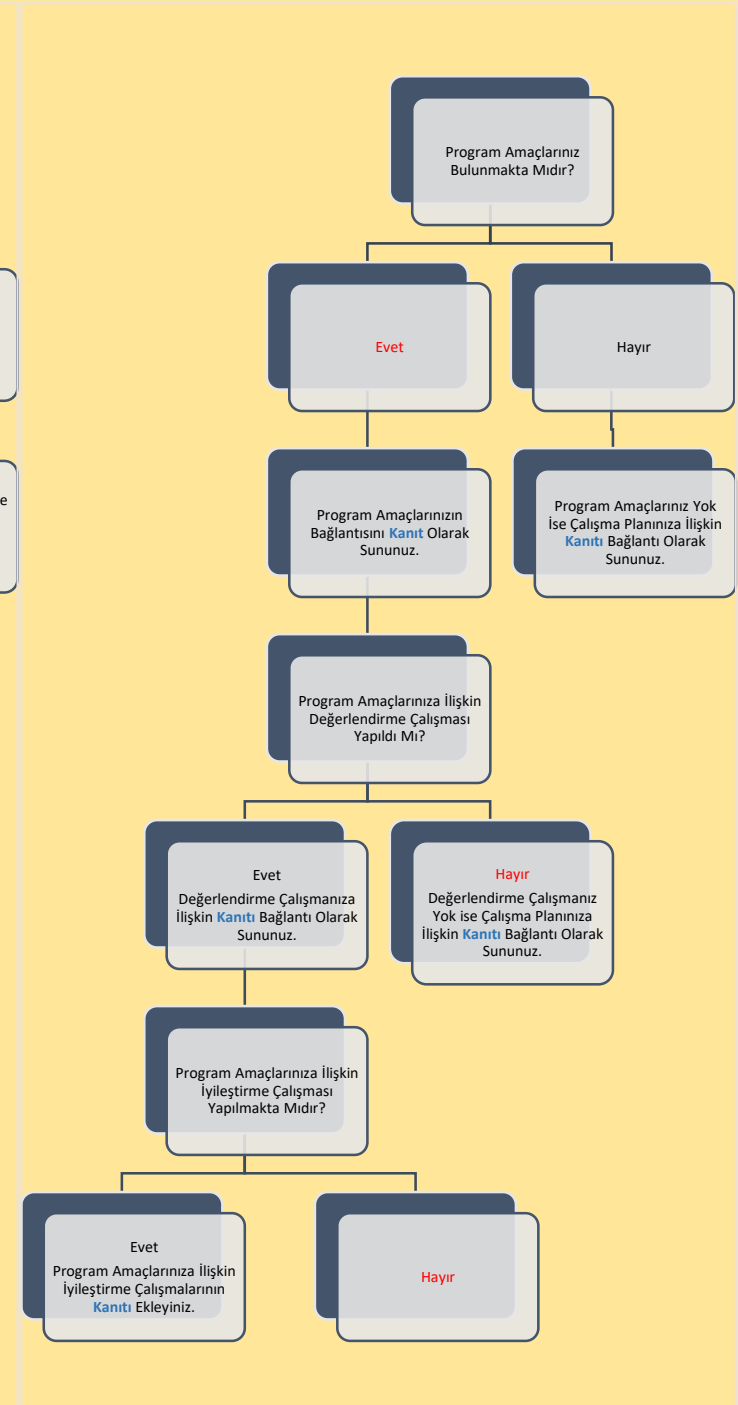 Program Amaçlarınız
Bulunmakta Mıdır?
Evet
Hayır
e
Program Amaçlarınızın
Bağlantısını Kanıt Olarak
Sununuz.
Program Amaçlarınız Yok
İse Çalışma Planınıza İlişkin
Kanıtı Bağlantı Olarak
Sununuz.
Program Amaçlarınıza İlişkin
Değerlendirme Çalışması
Yapıldı Mı?
Evet
Değerlendirme Çalışmanıza
İlişkin Kanıtı Bağlantı Olarak
Sununuz.
Hayır
Değerlendirme Çalışmanız
Yok ise Çalışma Planınıza
İlişkin Kanıtı Bağlantı Olarak
Sununuz.
Program Amaçlarınıza İlişkin
İyileştirme Çalışması
Yapılmakta Mıdır?
Evet
Program Amaçlarınıza İlişkin
İyileştirme Çalışmalarının
Kanıtı Ekleyiniz.
Hayır